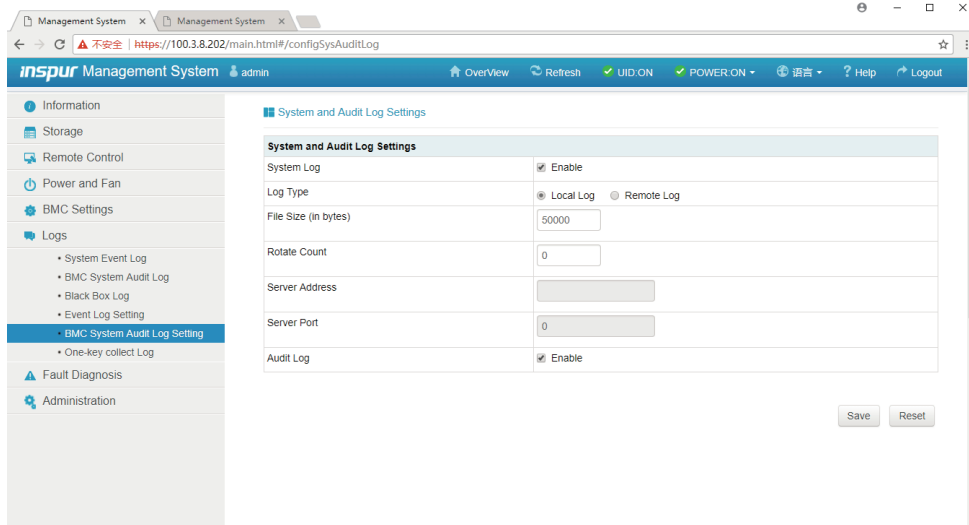 Management System
Management System
不安全 | https://100.3.8.202/main.html#/configSysAuditLog
inspur Management System admin OverView Refresh UID:ON POWER:ON 语言 Help Logout
Information
Storage
Remote Control
Power and Fan
BMC Settings
Logs
• System Event Log
• BMC System Audit Log
• Black Box Log
• Event Log Setting
• BMC System Audit Log Setting
• One-key collect Log
Fault Diagnosis
Administration
System and Audit Log Settings
System and Audit Log Settings
System Log Enable
Log Type Local Log Remote Log
File Size (in bytes) 50000
Rotate Count 0
Server Address
Server Port 0
Audit Log Enable
Save Reset